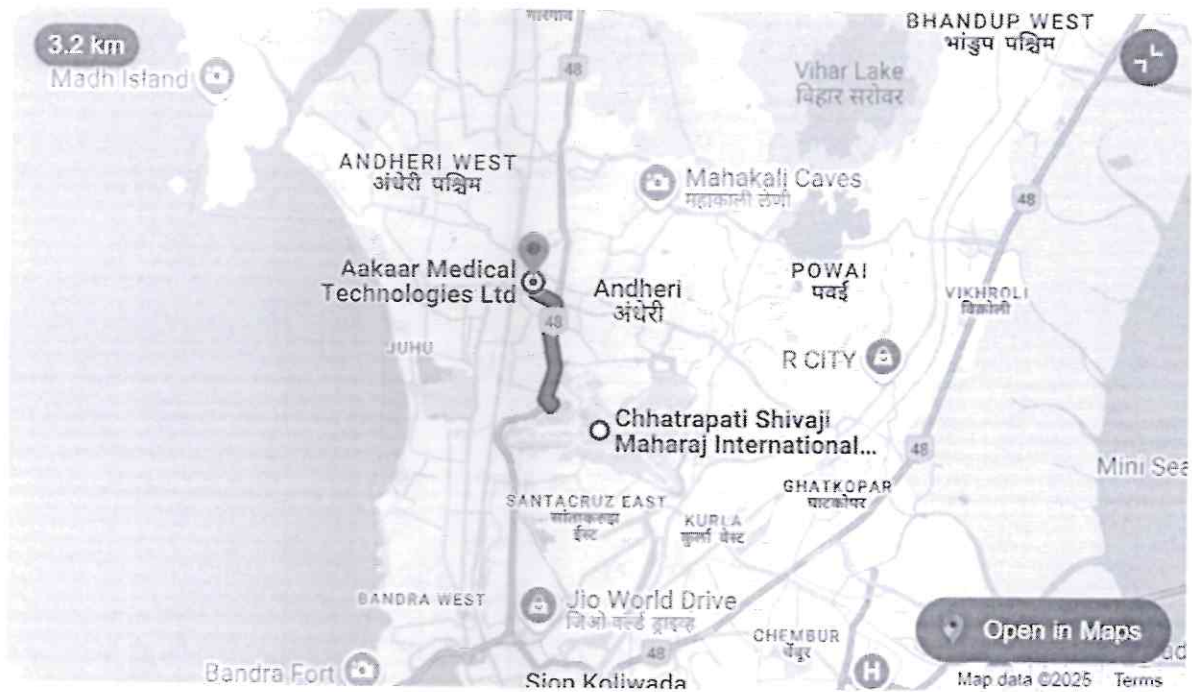 3.2 km
BHANDUP WEST
भांडुप पश्चिम
48
Madh Island
Vihar Lake
विहार सरोवर
ANDHERI WEST
अंधेरी पश्चिम
Mahakali Caves
महाकाली लेणी
48
Aakaar Medical
Technologies Ltd
Andheri
अंधेरी
POWAI
पवई
VIKHROLI
विक्रोली
48
JUHU
R CITY
Chhatrapati Shivaji
Maharaj International...
48
Mini Sea
SANTACRUZ EAST
सांताक्रुझ
ईस्ट
GHATKOPAR
घाटकोपर
KURLA
कुर्ला वेस्ट
BANDRA WEST
Jio World Drive
जिओ वर्ल्ड ड्राइव्ह
CHEMBUR
चेंबूर
Open in Maps
48
H
Bandra Fort
Sion Koliwada
Map data ©2025
Terms